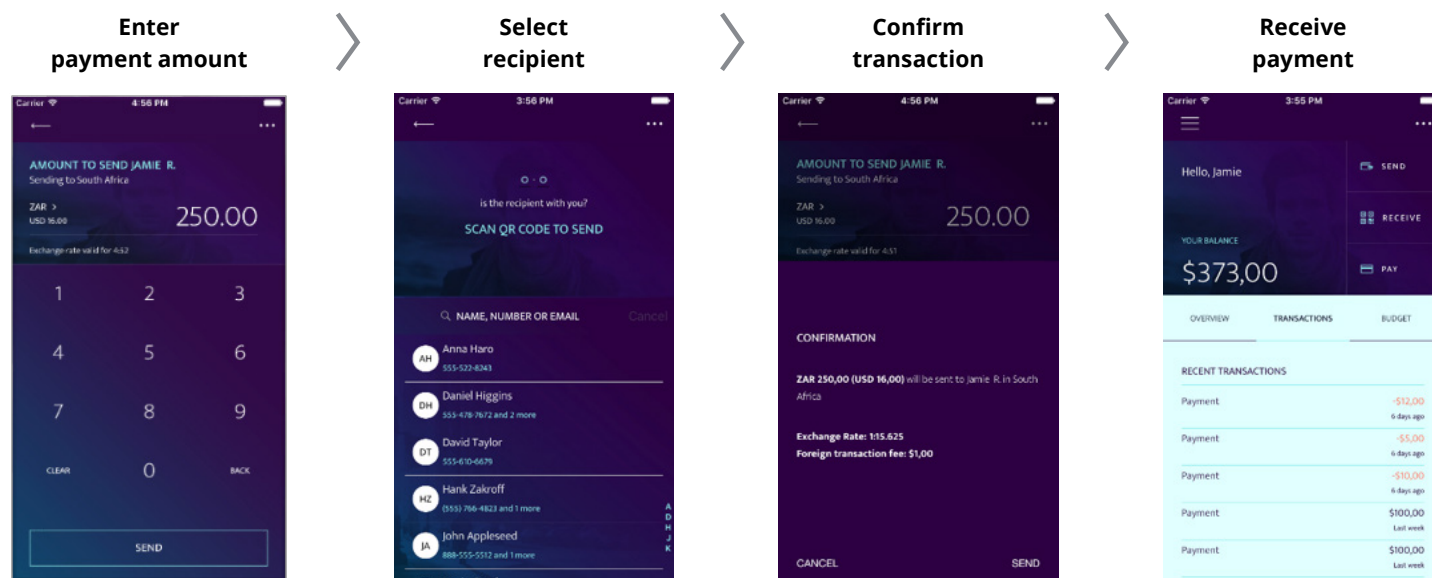 Enter
payment amount
Select
recipient
Confirm
transaction
Receive
payment
Carrier
4:56 PM
AMOUNT TO SEND JAMIE R.
Sending to South Africa
ZAR >
USD 16.00
250.00
Exchange rate valid for 4:52
1 2 3
4 5 6
7 8 9
CLEAR 0 BACK
SEND
Carrier
3:56 PM
is the recipient with you?
SCAN QR CODE TO SEND
NAME, NUMBER OR EMAIL Cancel
AH Anna Haro
555-522-8243
DH Daniel Higgins
555-478-7672 and 2 more
DT David Taylor
555-610-6679
HZ Hank Zakroff
(555) 766-4823 and 1 more
JA John Appleseed
888-555-5512 and 1 more
A
D
H
J
K
Carrier
4:56 PM
AMOUNT TO SEND JAMIE R.
Sending to South Africa
ZAR >
USD 16.00
250.00
Exchange rate valid for 4:51
CONFIRMATION
ZAR 250,00 (USD 16,00) will be sent to Jamie R. in South
Africa
Exchange Rate: 1:15.625
Foreign transaction fee: $1,00
CANCEL SEND
Carrier
3:55 PM
Hello, Jamie
YOUR BALANCE
$373,00
SEND
RECEIVE
PAY
OVERVIEW TRANSACTIONS BUDGET
RECENT TRANSACTIONS
Payment -$12,00
6 days ago
Payment -$5,00
6 days ago
Payment -$10,00
6 days ago
Payment $100,00
Last week
Payment $100,00
Last week